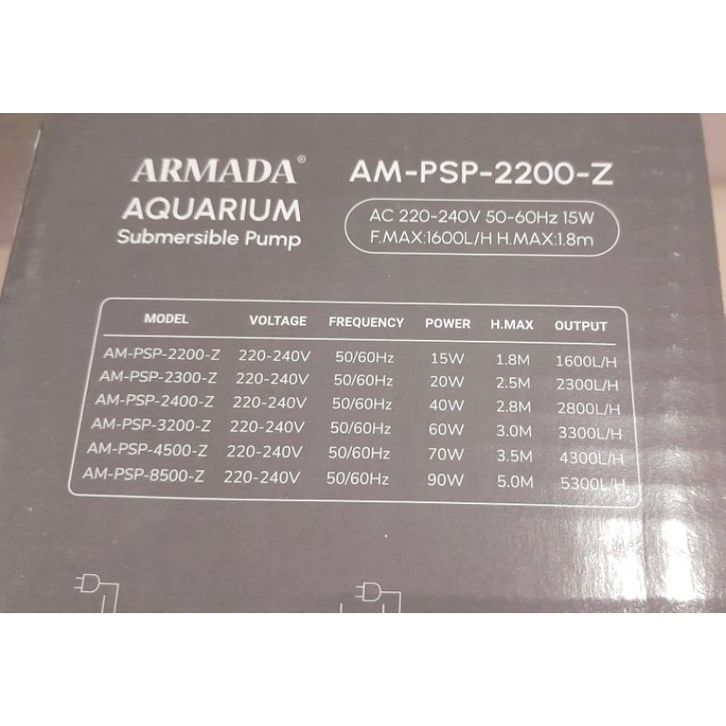 ARMADA®
AQUARIUM
Submersible Pump
AM-PSP-2200-Z
AC 220-240V 50-60Hz 15W
F.MAX:1600L/H H.MAX:1.8m
MODEL VOLTAGE FREQUENCY POWER H.MAX OUTPUT
AM-PSP-2200-Z 220-240V 50/60Hz 15W 1.8M 1600L/H
AM-PSP-2300-Z 220-240V 50/60Hz 20W 2.5M 2300L/H
AM-PSP-2400-Z 220-240V 50/60Hz 40W 2.8M 2800L/H
AM-PSP-3200-Z 220-240V 50/60Hz 60W 3.0M 3300L/H
AM-PSP-4500-Z 220-240V 50/60Hz 70W 3.5M 4300L/H
AM-PSP-8500-Z 220-240V 50/60Hz 90W 5.0M 5300L/H